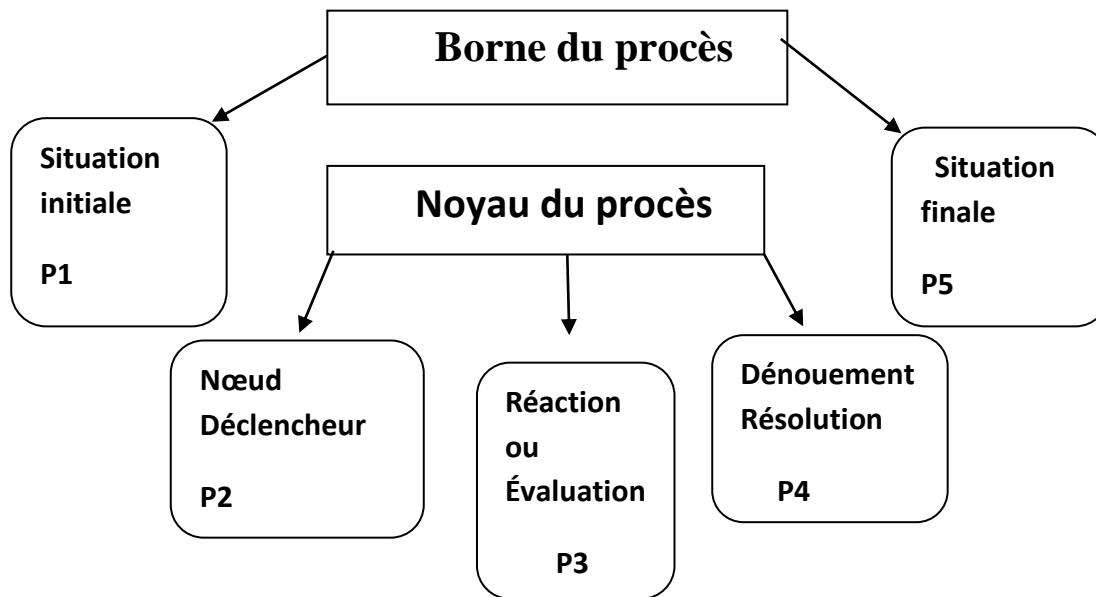 Borne du procès
Situation
initiale
P1
Situation
finale
P5
Noyau du procès
Nœud
Déclencheur
P2
Réaction
ou
Évaluation
P3
Dénouement
Résolution
P4